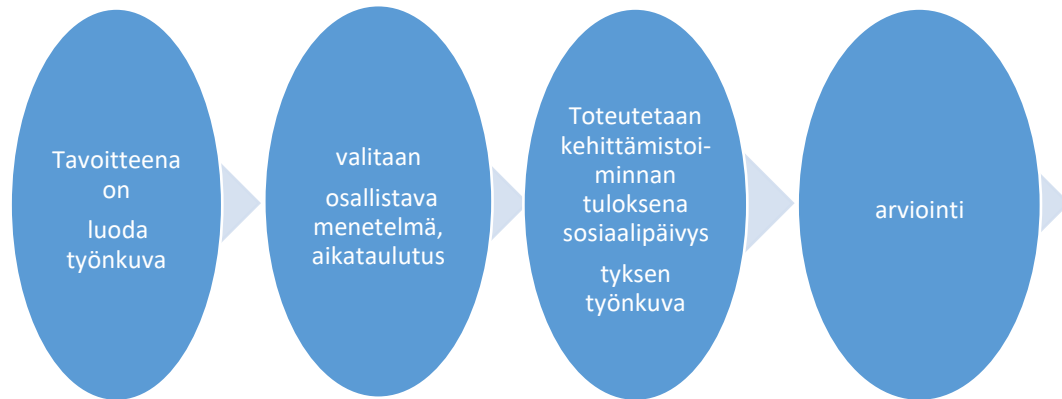 Tavoitteena
on
luoda
työnkuva
valitaan
osallistava
menetelmä,
aikataulutus
Toteutetaan
kehittämistoi-
minnan
tuloksena
sosiaalipäivys
tyksen
työnkuva
arviointi